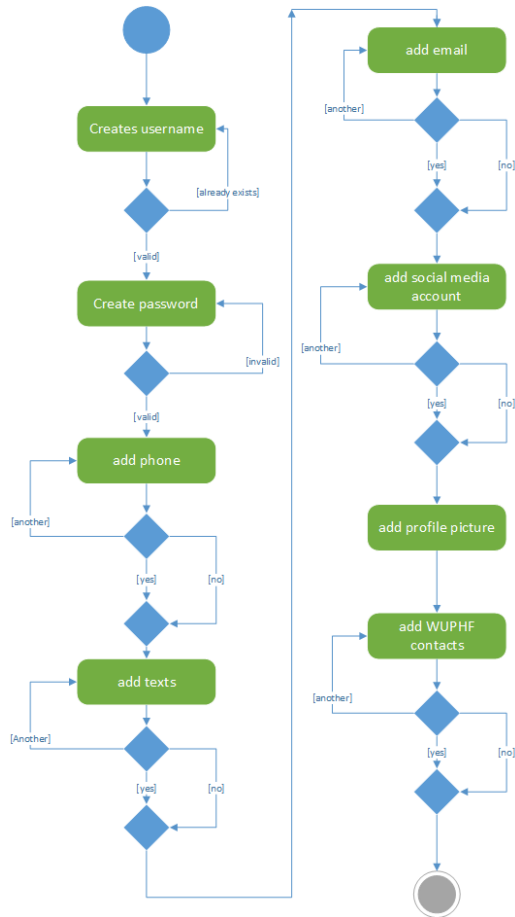 Creates username
[already exists]
[valid]
Create password
[invalid]
[valid]
add phone
[another]
[yes]
[no]
add texts
[Another]
[yes]
[no]
add email
[another]
[yes]
[no]
add social media
account
[another]
[yes]
[no]
add profile picture
add WUPHF
contacts
[another]
[yes]
[no]